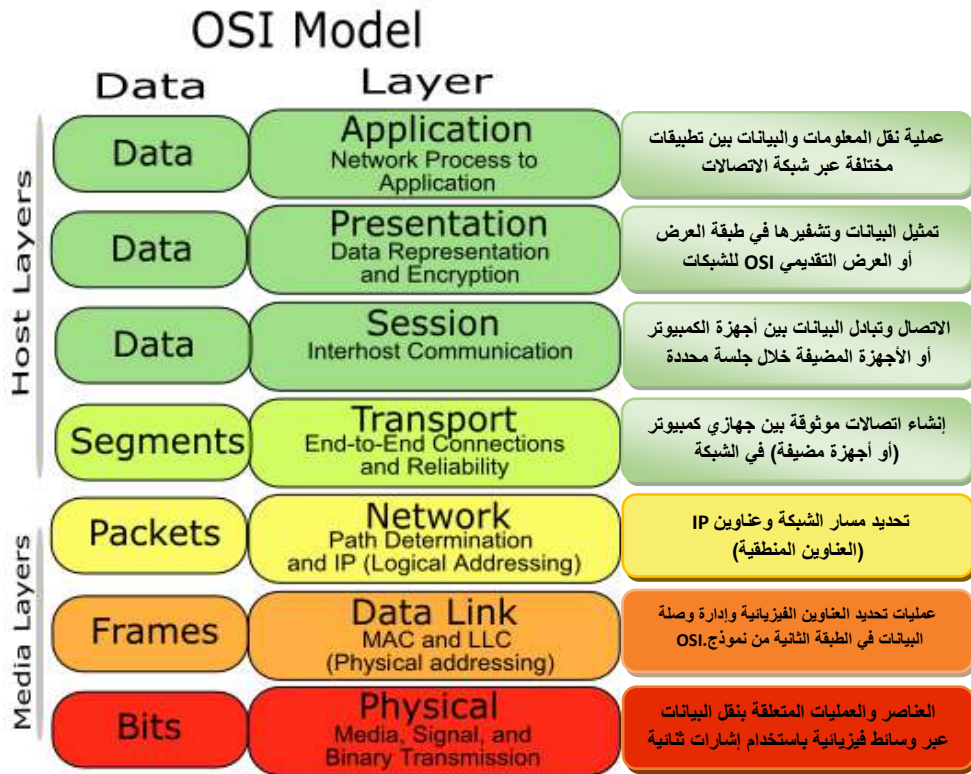 OSI Model
Data
Layer
Host Layers
Data
Application
Network Process to
Application
عملية نقل المعلومات والبيانات بين تطبيقات
مختلفة عبر شبكة الاتصالات
Data
Presentation
Data Representation
and Encryption
تمثيل البيانات وتشفيرها في طبقة العرض
أو العرض التقديمي OSI للشبكات
Data
Session
Interhost Communication
الاتصال وتبادل البيانات بين أجهزة الكمبيوتر
أو الأجهزة المضيفة خلال جلسة محددة
Segments
Transport
End-to-End Connections
and Reliability
إنشاء اتصالات موثوقة بين جهازي كمبيوتر
(أو أجهزة مضيفة) في الشبكة
Media Layers
Packets
Network
Path Determination
and IP (Logical Addressing)
تحديد مسار الشبكة وعناوين IP
(العناوين المنطقية)
Frames
Data Link
MAC and LLC
(Physical addressing)
عمليات تحديد العناوين الفيزيائية وإدارة وصلة
البيانات في الطبقة الثانية من نموذج.OSI
Bits
Physical
Media, Signal, and
Binary Transmission
العناصر والعمليات المتعلقة بنقل البيانات
عبر وسائط فيزيائية باستخدام إشارات ثنائية